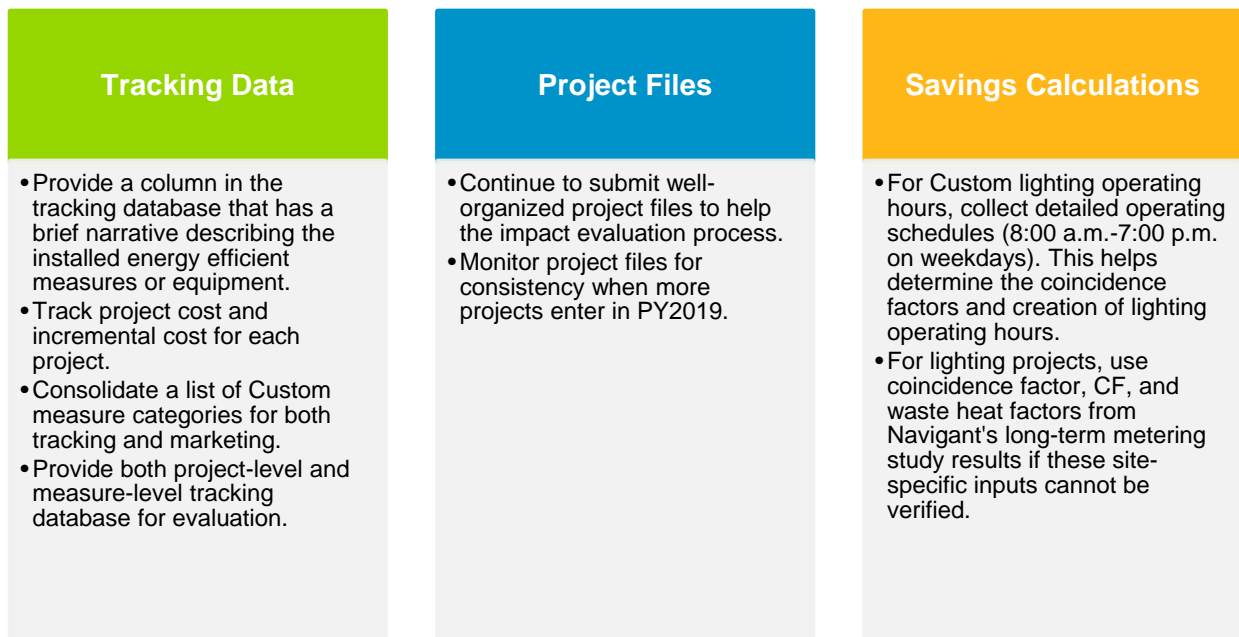 Tracking Data
•Provide a column in the
tracking database that has a
brief narrative describing the
installed energy efficient
measures or equipment.
•Track project cost and
incremental cost for each
project.
•Consolidate a list of Custom
measure categories for both
tracking and marketing.
•Provide both project-level and
measure-level tracking
database for evaluation.
Project Files
•Continue to submit well-
organized project files to help
the impact evaluation process.
•Monitor project files for
consistency when more
projects enter in PY2019.
Savings Calculations
•For Custom lighting operating
hours, collect detailed operating
schedules (8:00 a.m.-7:00 p.m.
on weekdays). This helps
determine the coincidence
factors and creation of lighting
operating hours.
•For lighting projects, use
coincidence factor, CF, and
waste heat factors from
Navigant's long-term metering
study results if these site-
specific inputs cannot be
verified.